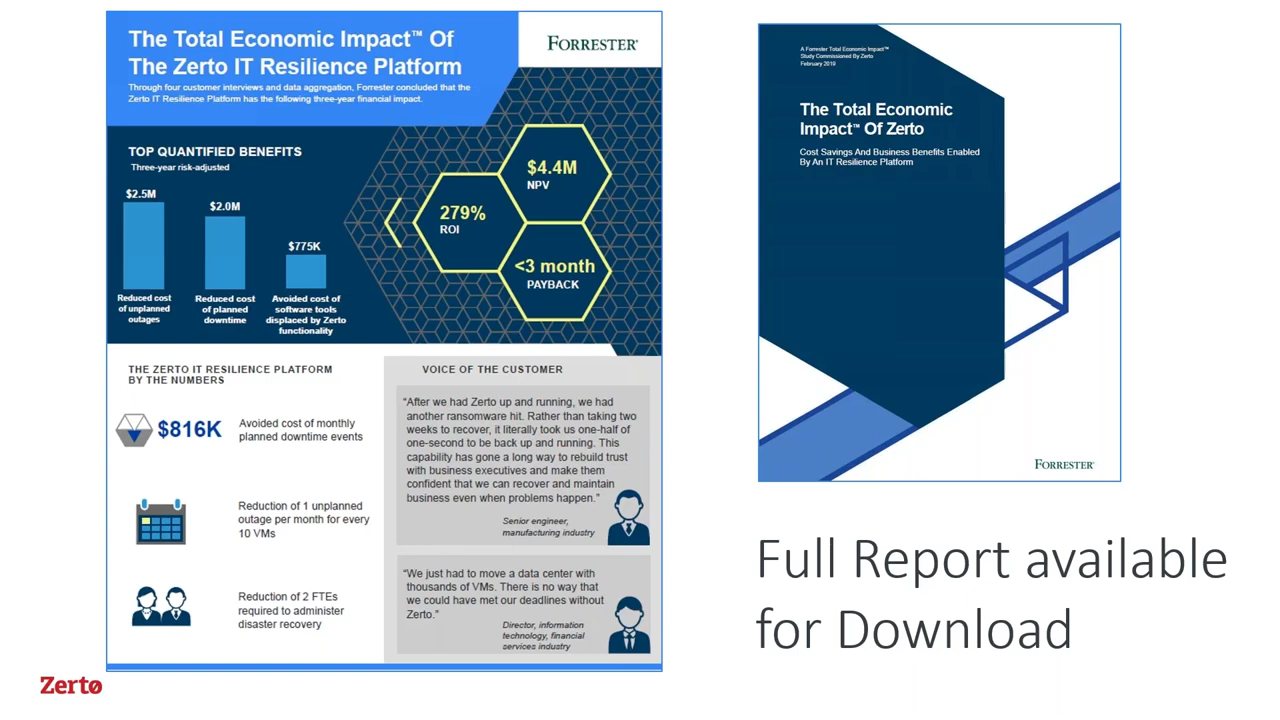 The Total Economic Impact™ Of
The Zerto IT Resilience Platform
Through four customer interviews and data aggregation, Forrester concluded that the
Zerto IT Resilience Platform has the following three-year financial impact.
FORRESTER®
TOP QUANTIFIED BENEFITS
Three-year risk-adjusted
$2.5M
Reduced cost
of unplanned
outages
$2.0M
Reduced cost
of planned
downtime
$775K
Avoided cost of
software tools
displaced by Zerto
functionality
279%
ROI
$4.4M
NPV
<3 month
PAYBACK
THE ZERTO IT RESILIENCE PLATFORM
BY THE NUMBERS
$816K
Avoided cost of monthly
planned downtime events
Reduction of 1 unplanned
outage per month for every
10 VMs
Reduction of 2 FTEs
required to administer
disaster recovery
VOICE OF THE CUSTOMER
“After we had Zerto up and running, we had
another ransomware hit. Rather than taking two
weeks to recover, it literally took us one-half of
one-second to be back up and running. This
capability has gone a long way to rebuild trust
with business executives and make them
confident that we can recover and maintain
business even when problems happen.”
Senior engineer,
manufacturing industry
“We just had to move a data center with
thousands of VMs. There is no way that
we could have met our deadlines without
Zerto.”
Director, information
technology, financial
services industry
Zerto
A Forrester Total Economic Impact™
Study Commissioned By Zerto
February 2019
The Total Economic
Impact™ Of Zerto
Cost Savings And Business Benefits Enabled
By An IT Resilience Platform
FORRESTER®
Full Report available
for Download